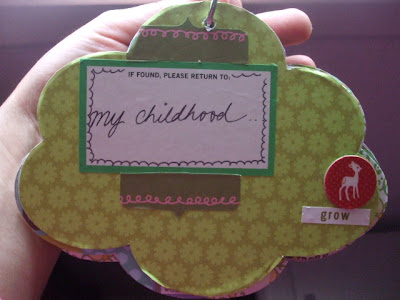 IF FOUND, PLEASE RETURN TO:
my childhood..
grow